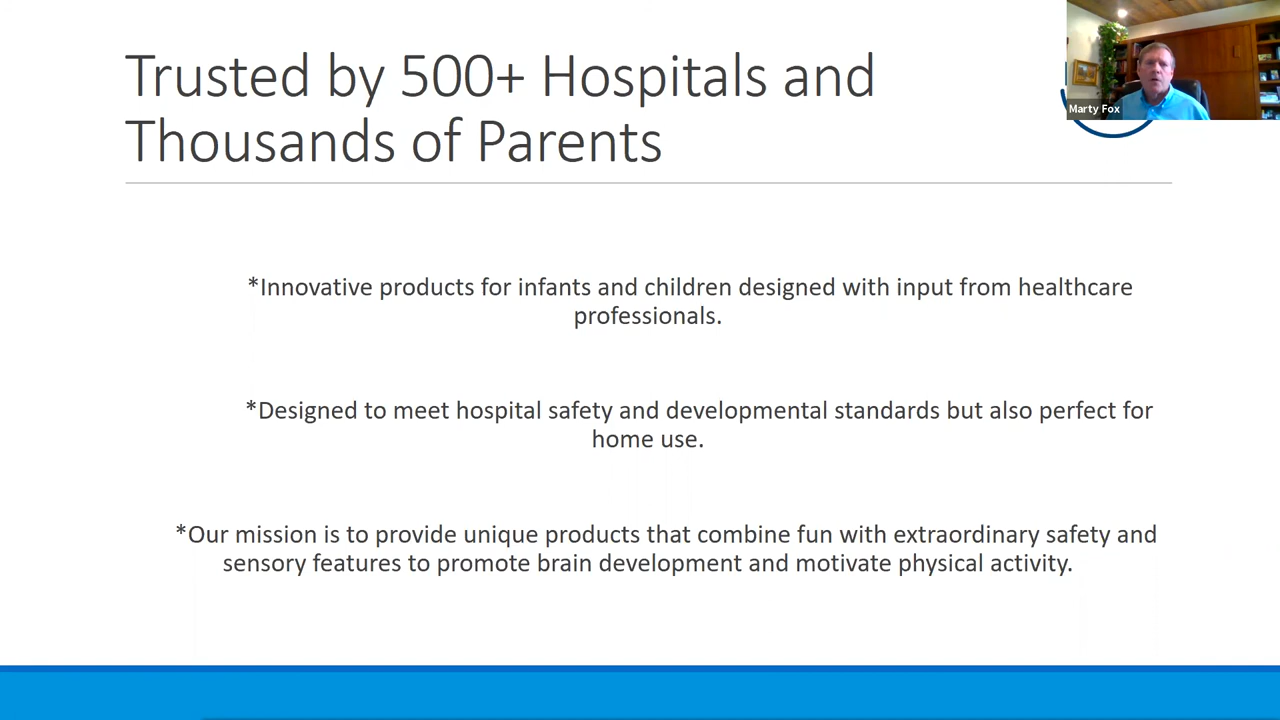 Trusted by 500+ Hospitals and
Thousands of Parents
Marty Fox
*Innovative products for infants and children designed with input from healthcare
professionals.
*Designed to meet hospital safety and developmental standards but also perfect for
home use.
*Our mission is to provide unique products that combine fun with extraordinary safety and
sensory features to promote brain development and motivate physical activity.